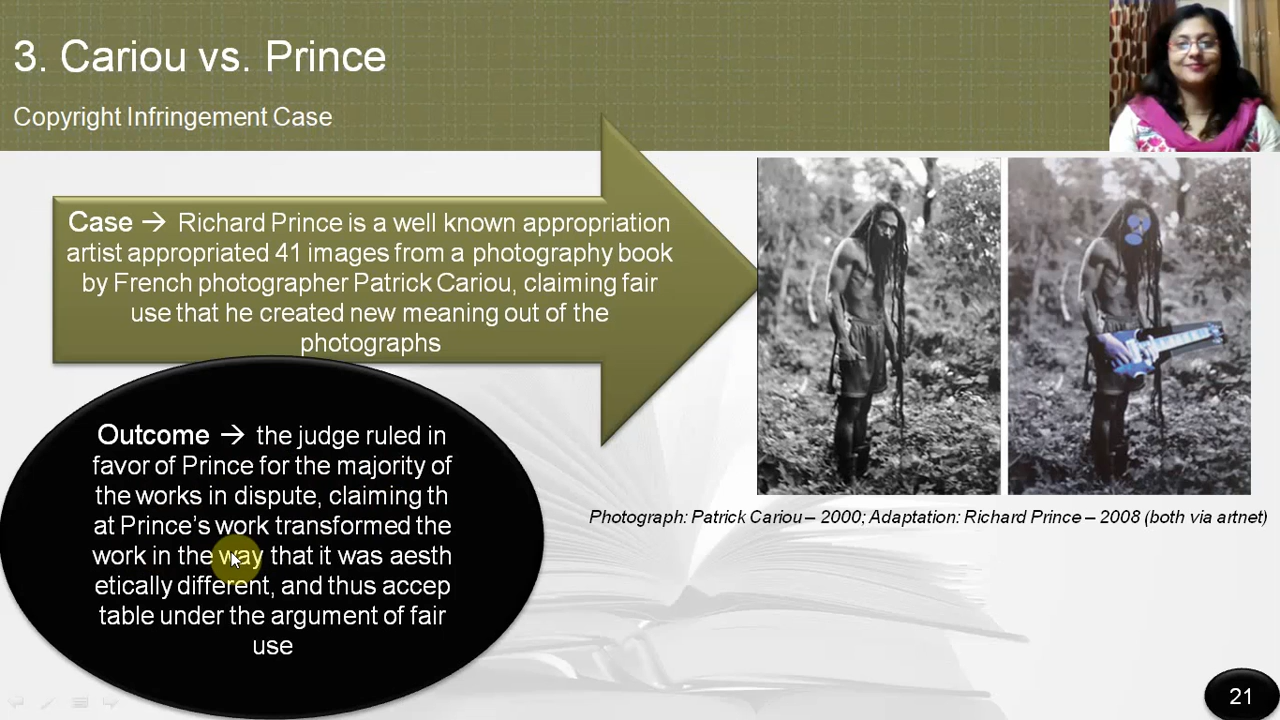 3. Cariou vs. Prince
Copyright Infringement Case
Case → Richard Prince is a well known appropriation
artist appropriated 41 images from a photography book
by French photographer Patrick Cariou, claiming fair
use that he created new meaning out of the
photographs
Outcome → the judge ruled in
favor of Prince for the majority of
the works in dispute, claiming th
at Prince’s work transformed the
work in the way that it was aesth
etically different, and thus accep
table under the argument of fair
use
Photograph: Patrick Cariou – 2000; Adaptation: Richard Prince – 2008 (both via artnet)
21